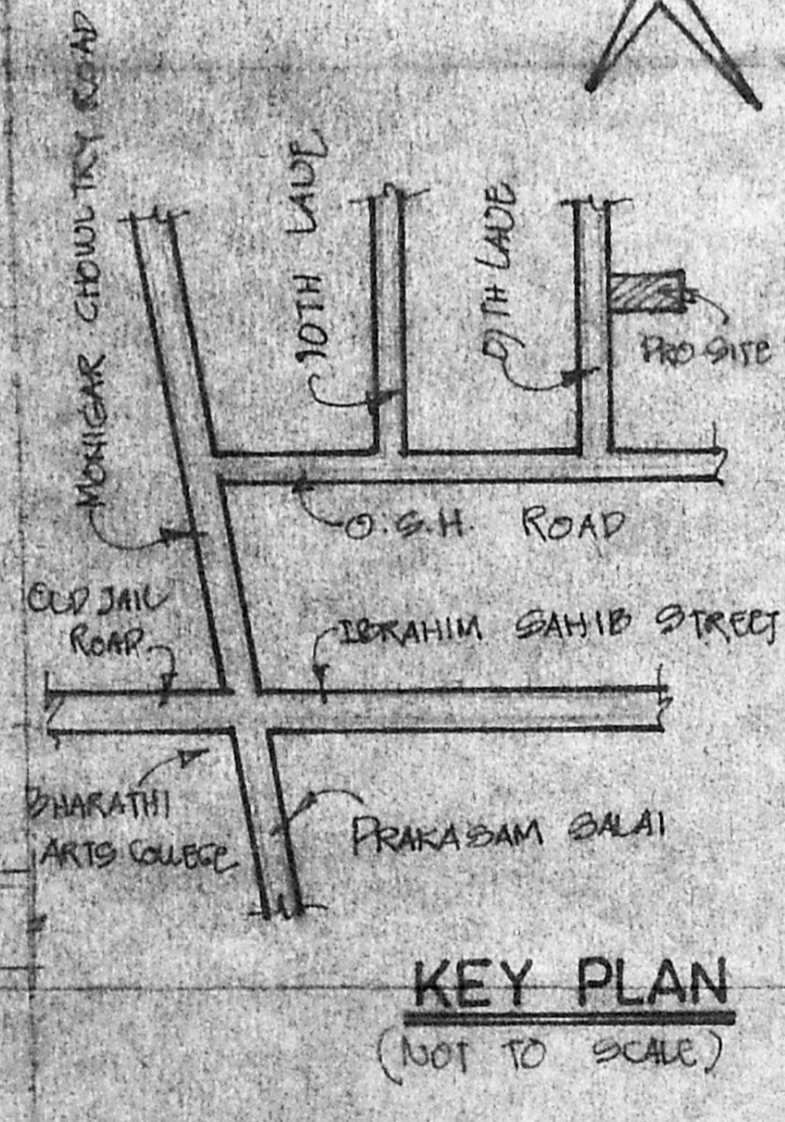 MONIGAR CHOWLTRY ROAD
10TH LANE
9TH LANE
PRO SITE
O.S.H. ROAD
OLD JAIL
ROAD
IBRAHIM SAHIB STREET
BHARATHI
ARTS COLLEGE
PRAKASAM SALAI
KEY PLAN
(NOT TO SCALE)